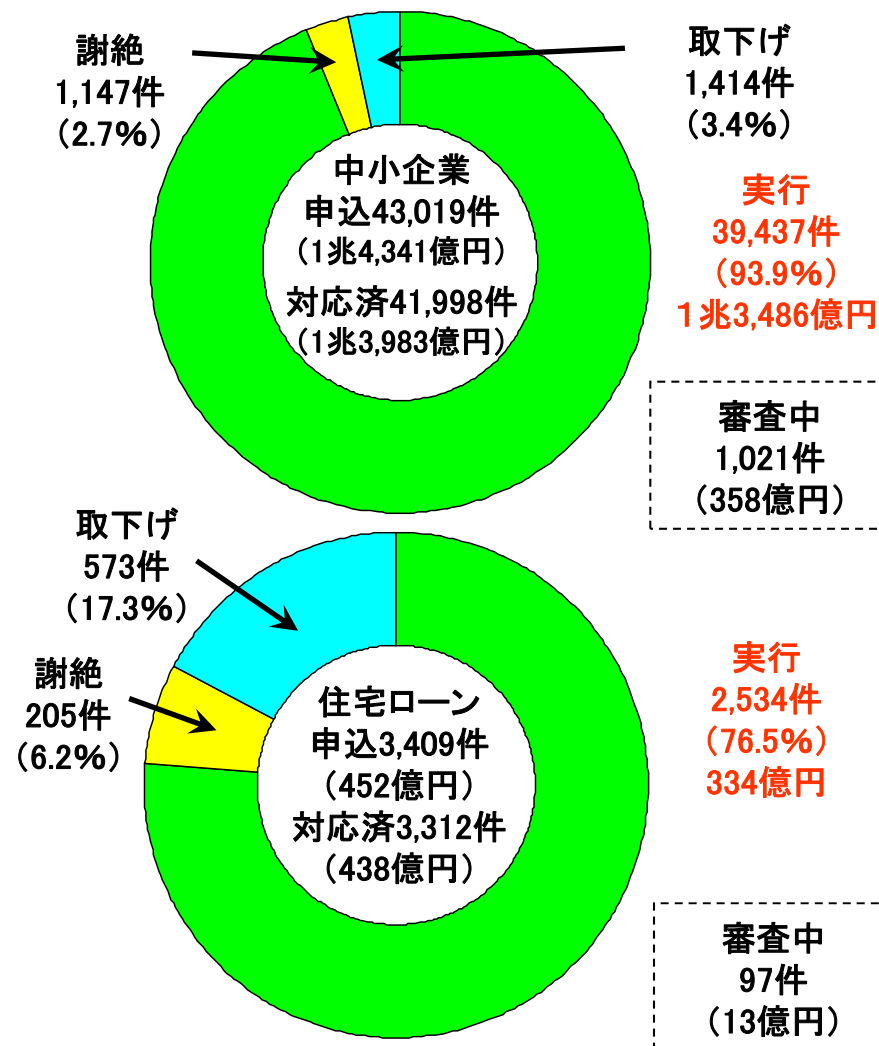 謝絶
1,147件
（2.7%）
取下げ
1,414件
（3.4%）
中小企業
申込43,019件
（1兆4,341億円）
対応済41,998件
（1兆3,983億円）
実行
39,437件
（93.9%）
１兆3,486億円
審査中
1,021件
（358億円）
取下げ
573件
（17.3%）
謝絶
205件
（6.2%）
住宅ローン
申込3,409件
（452億円）
対応済3,312件
（438億円）
実行
2,534件
（76.5%）
334億円
審査中
97件
（13億円）